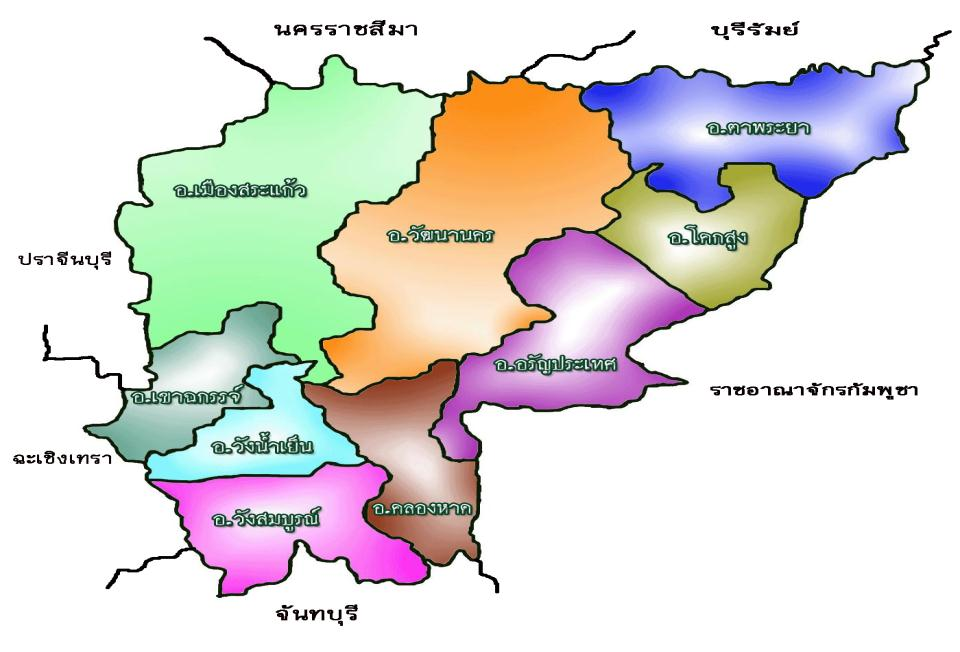 นครราชสีมา
บุรีรัมย์
อ.ตาพระยา
อ.เมืองสระแก้ว
อ.วัฒนานคร
อ.โคกสูง
ปราจีนบุรี
อ.อรัญประเทศ
ราชอาณาจักรกัมพูชา
อ.เขาฉกรรจ์
อ.วังน้ำเย็น
ฉะเชิงเทรา
อ.คลองหาด
อ.วังสมบูรณ์
จันทบุรี